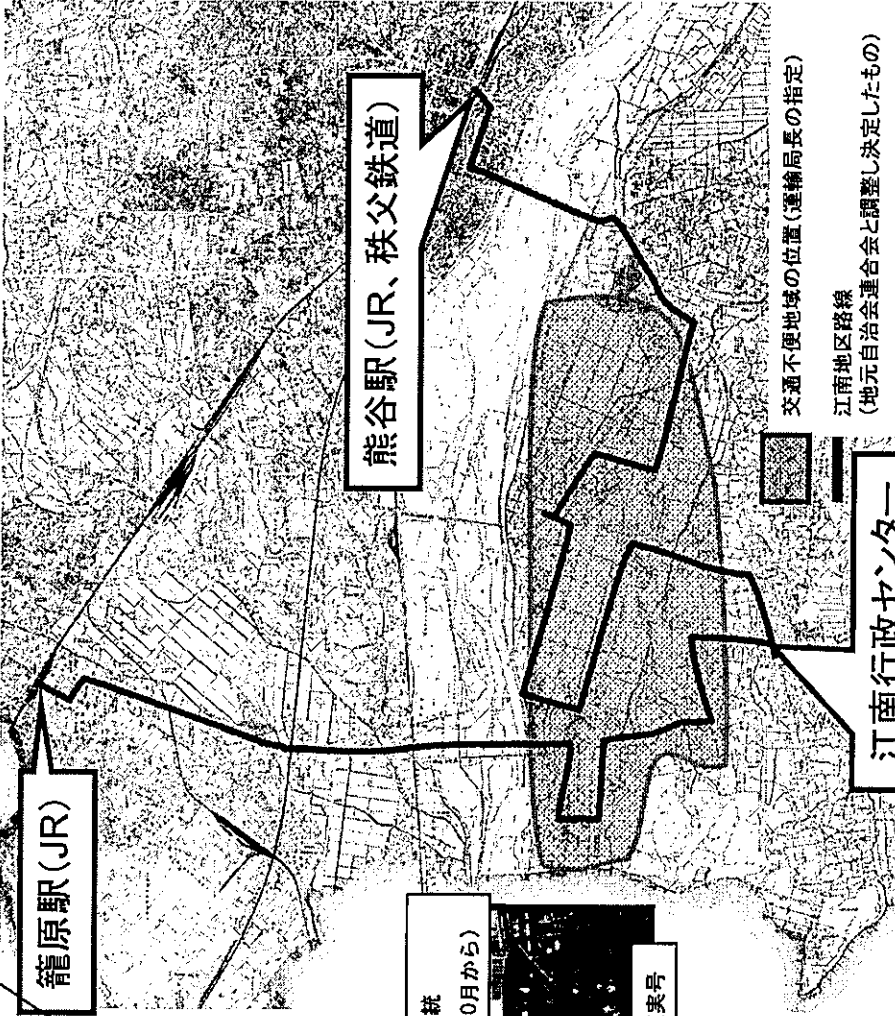 籠原駅(JR)
熊谷駅(JR、秩父鉄道)
交通不便地域の位置(運輸局長の指定)
江南地区路線
(地元自治会連合会と調整し決定したもの)
江南行政センター
統
0月から)
実号